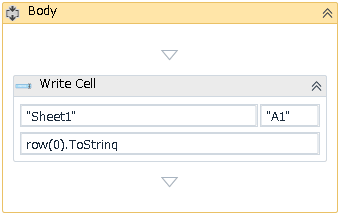 Body
Write Cell
"Sheet1"
"A1"
row(0).ToString